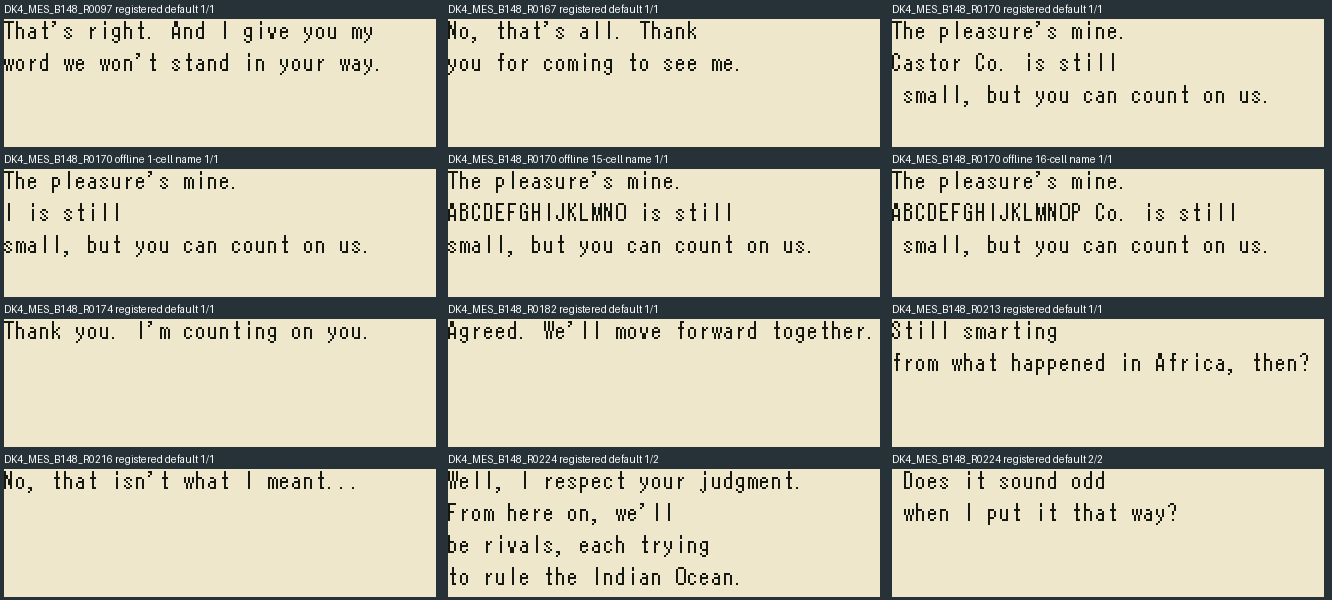 DK4_MES_B148_R0097 registered default 1/1
That's right. And I give you my
word we won't stand in your way.
DK4_MES_B148_R0167 registered default 1/1
No, that's all. Thank
you for coming to see me.
DK4_MES_B148_R0170 registered default 1/1
The pleasure's mine.
Castor Co. is still
small, but you can count on us.
DK4_MES_B148_R0170 offline 1-cell name 1/1
The pleasure's mine.
I is still
small, but you can count on us.
DK4_MES_B148_R0170 offline 15-cell name 1/1
The pleasure's mine.
ABCDEFGHIJKLMNO is still
small, but you can count on us.
DK4_MES_B148_R0170 offline 16-cell name 1/1
The pleasure's mine.
ABCDEFGHIJKLMNOP Co. is still
small, but you can count on us.
DK4_MES_B148_R0174 registered default 1/1
Thank you. I'm counting on you.
DK4_MES_B148_R0182 registered default 1/1
Agreed. We'll move forward together.
DK4_MES_B148_R0213 registered default 1/1
Still smarting
from what happened in Africa, then?
DK4_MES_B148_R0216 registered default 1/1
No, that isn't what I meant...
DK4_MES_B148_R0224 registered default 1/2
Well, I respect your judgment.
From here on, we'll
be rivals, each trying
to rule the Indian Ocean.
DK4_MES_B148_R0224 registered default 2/2
Does it sound odd
when I put it that way?